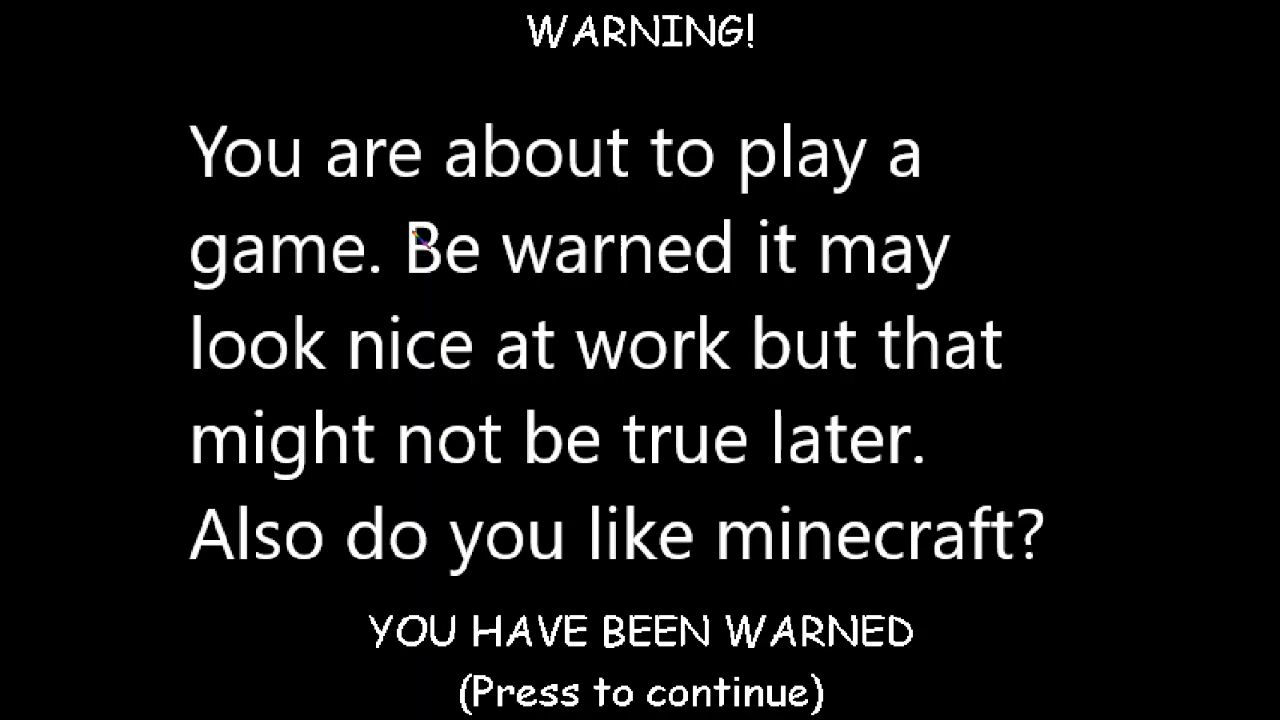 WARNING!
You are about to play a
game. Be warned it may
look nice at work but that
might not be true later.
Also do you like minecraft?
YOU HAVE BEEN WARNED
(Press to continue)